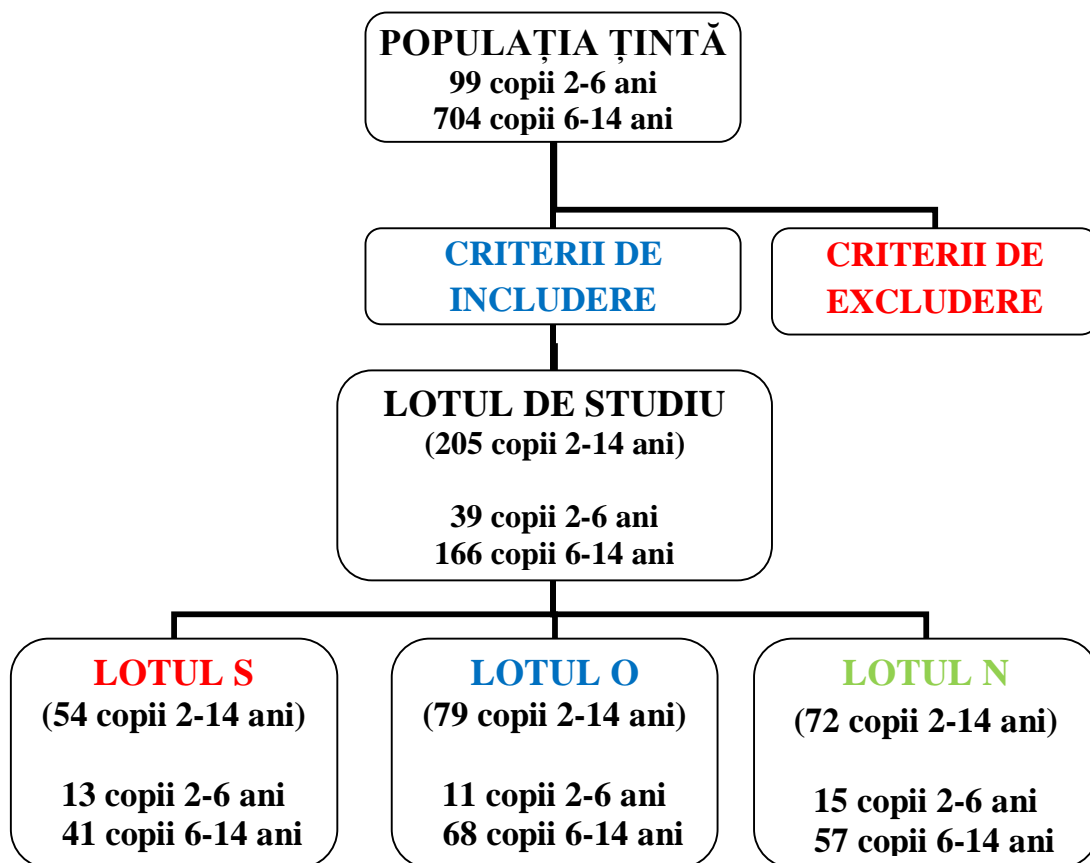 POPULAȚIA ȚINTĂ
99 copii 2-6 ani
704 copii 6-14 ani
CRITERII DE
INCLUDERE
CRITERII DE
EXCLUDERE
LOTUL DE STUDIU
(205 copii 2-14 ani)
39 copii 2-6 ani
166 copii 6-14 ani
LOTUL S
(54 copii 2-14 ani)
13 copii 2-6 ani
41 copii 6-14 ani
LOTUL O
(79 copii 2-14 ani)
11 copii 2-6 ani
68 copii 6-14 ani
LOTUL N
(72 copii 2-14 ani)
15 copii 2-6 ani
57 copii 6-14 ani